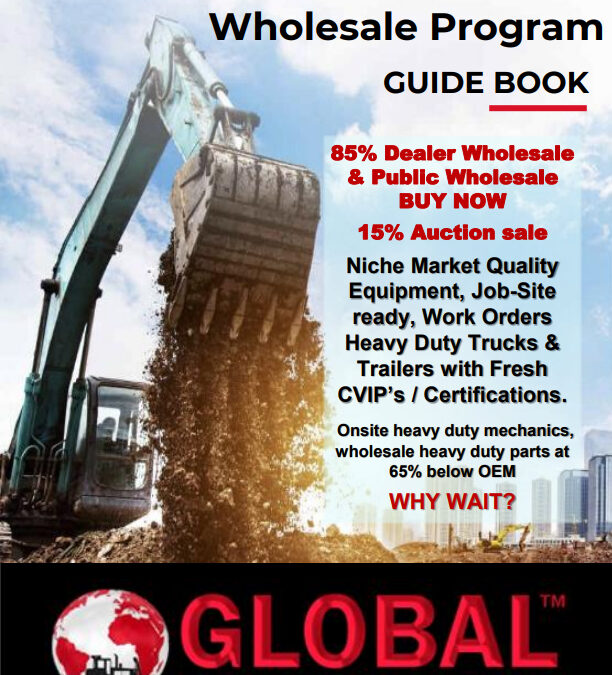 Wholesale Program
GUIDE BOOK
85% Dealer Wholesale
& Public Wholesale
BUY NOW
15% Auction sale
Niche Market Quality
Equipment, Job-Site
ready, Work Orders
Heavy Duty Trucks &
Trailers with Fresh
CVIP's / Certifications.
Onsite heavy duty mechanics,
wholesale heavy duty parts at
65% below OEM
WHY WAIT?
GLOBAL™